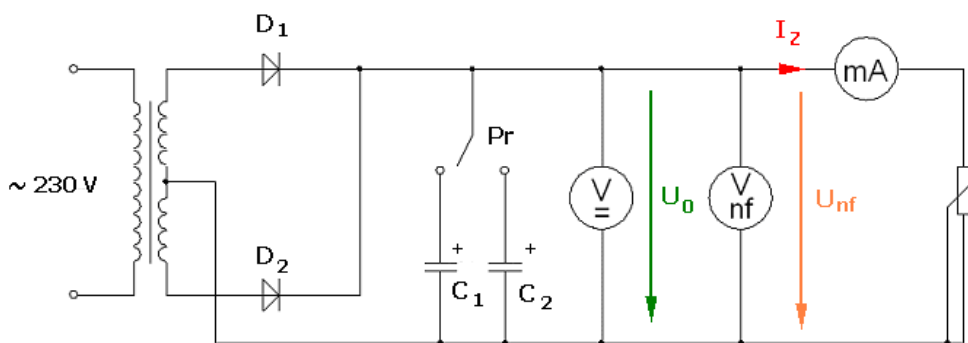 D1
I2
mA
Pr
~ 230 V
V
=
U0
V
nf
Unf
D2
+
+
C1
C2